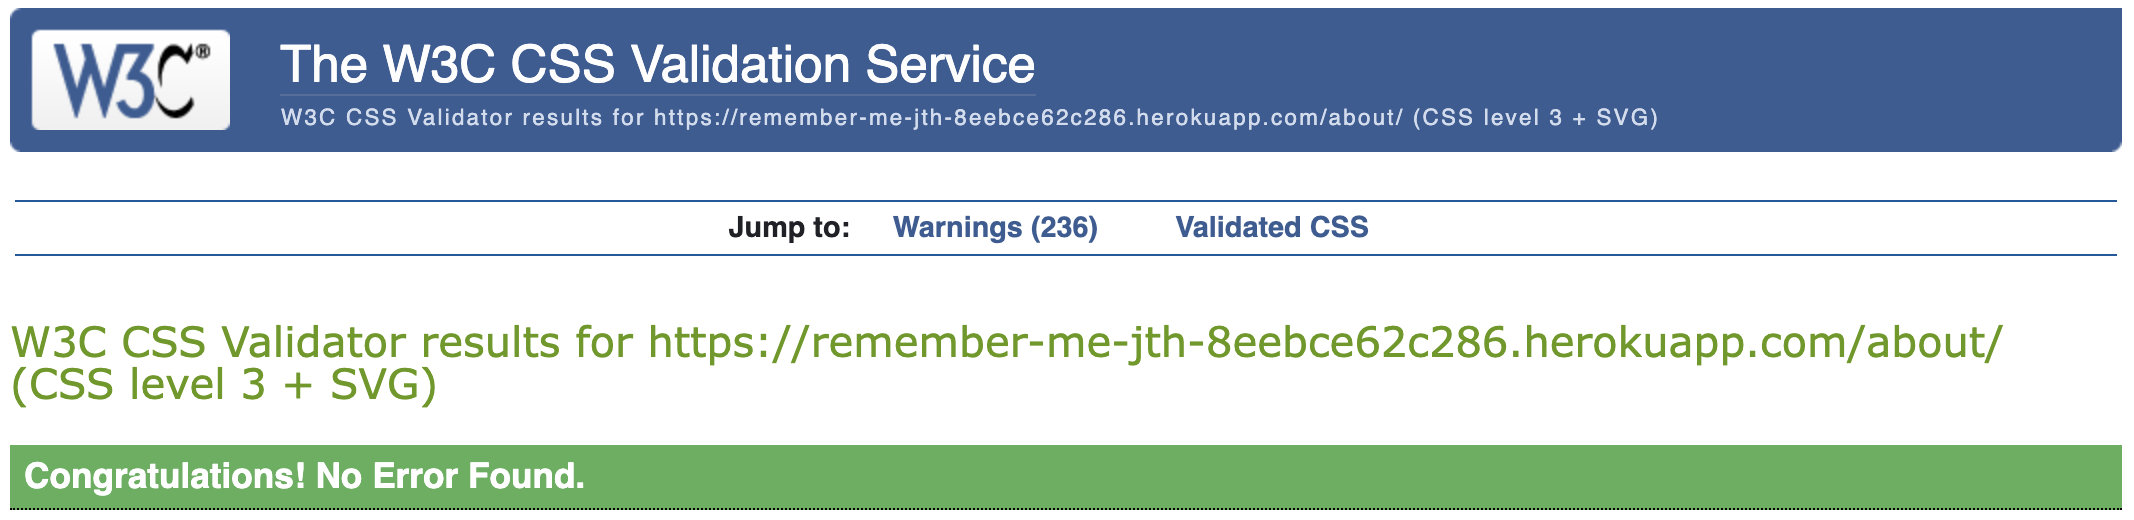 W3C®
The W3C CSS Validation Service
W3C CSS Validator results for https://remember-me-jth-8eebce62c286.herokuapp.com/about/ (CSS level 3 + SVG)
Jump to: Warnings (236) Validated CSS
W3C CSS Validator results for https://remember-me-jth-8eebce62c286.herokuapp.com/about/
(CSS level 3 + SVG)
Congratulations! No Error Found.